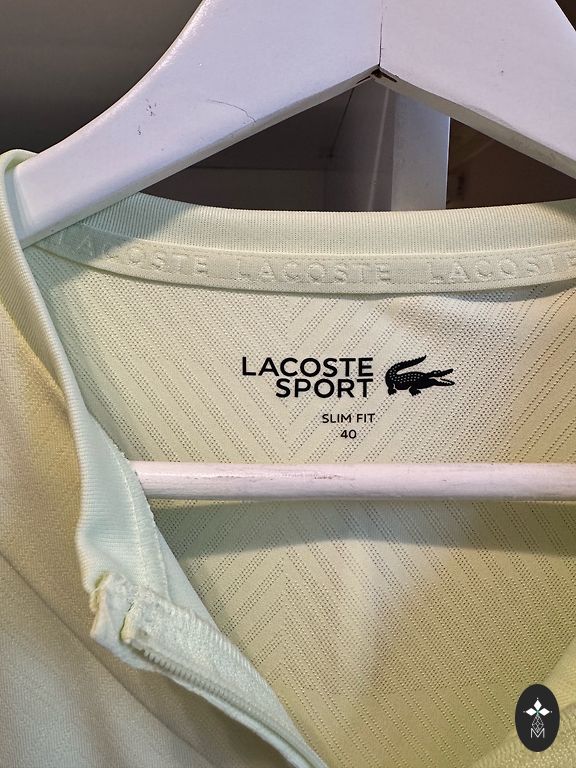 LACOSTE LACOSTE LACOSTE
LACOSTE
SPORT
SLIM FIT
40
M